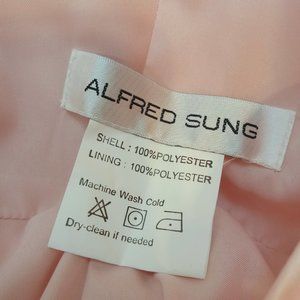 ALFRED SUNG
SHELL : 100%POLYESTER
LINING : 100%POLYESTER
Machine Wash Cold
Dry-clean if needed